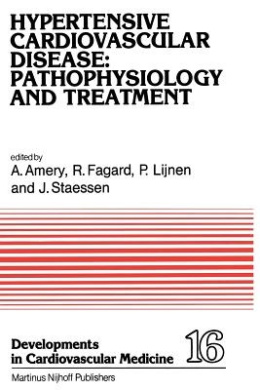 HYPERTENSIVE
CARDIOVASCULAR
DISEASE:
PATHOPHYSIOLOGY
AND TREATMENT
edited by
A. Amery, R. Fagard, P. Lijnen
and J. Staessen
Developments
in Cardiovascular Medicine 16
Martinus Nijhoff Publishers